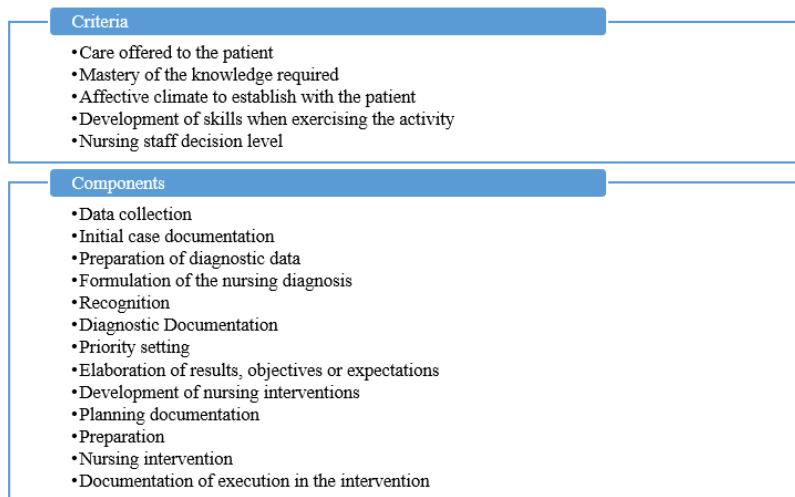 Criteria
•Care offered to the patient
•Mastery of the knowledge required
•Affective climate to establish with the patient
•Development of skills when exercising the activity
•Nursing staff decision level
Components
•Data collection
•Initial case documentation
•Preparation of diagnostic data
•Formulation of the nursing diagnosis
•Recognition
•Diagnostic Documentation
•Priority setting
•Elaboration of results, objectives or expectations
•Development of nursing interventions
•Planning documentation
•Preparation
•Nursing intervention
•Documentation of execution in the intervention